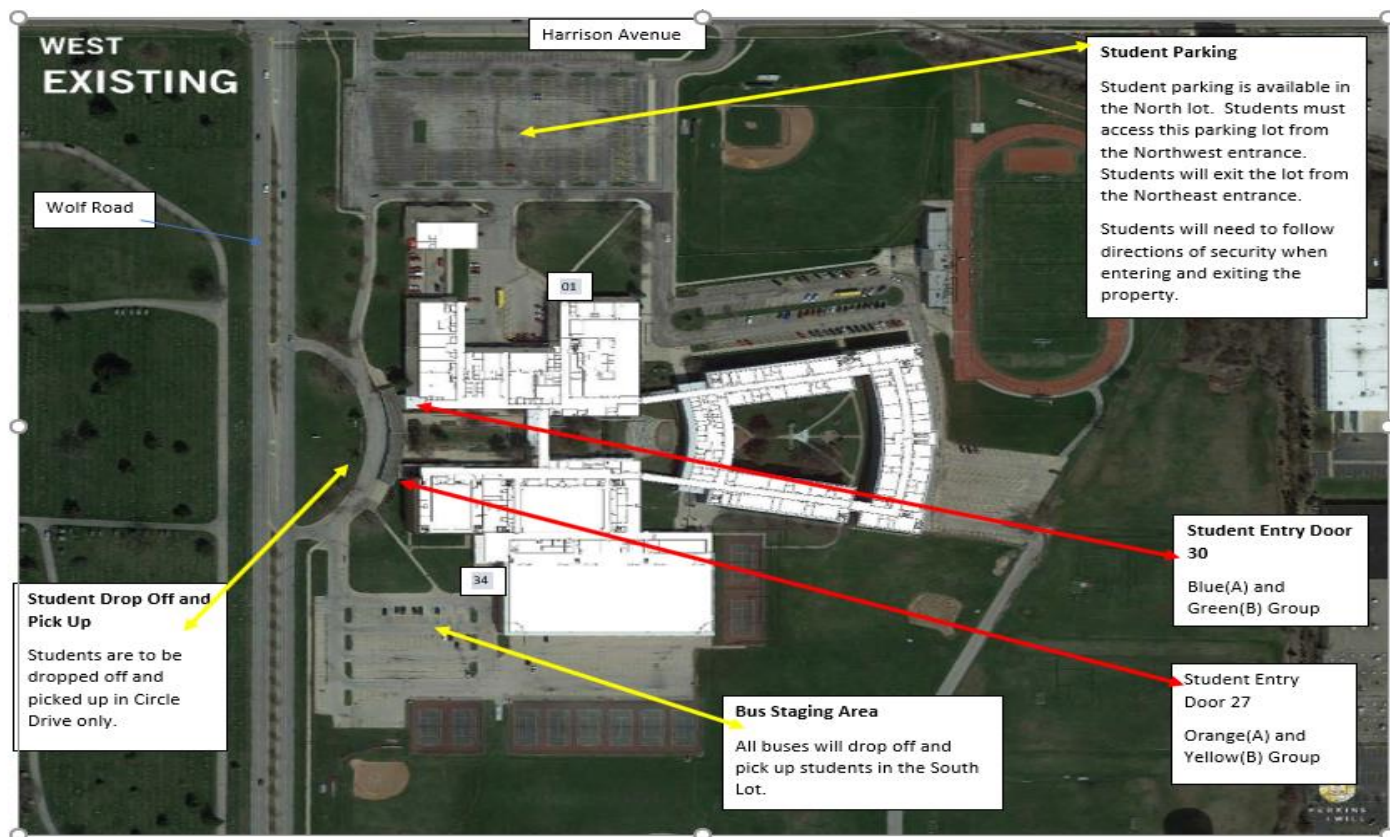 WEST
EXISTING
Harrison Avenue
Student Parking
Student parking is available in
the North lot. Students must
access this parking lot from
the Northwest entrance.
Students will exit the lot from
the Northeast entrance.
Students will need to follow
directions of security when
entering and exiting the
property.
Wolf Road
01
34
Student Drop Off and
Pick Up
Students are to be
dropped off and
picked up in Circle
Drive only.
Bus Staging Area
All buses will drop off and
pick up students in the South
Lot.
Student Entry Door
30
Blue(A) and
Green(B) Group
Student Entry
Door 27
Orange(A) and
Yellow(B) Group
PERKINS
+ WILL